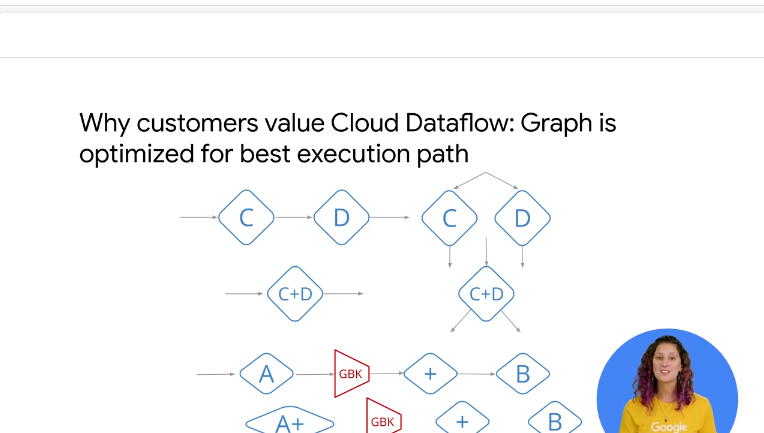 Why customers value Cloud Dataflow: Graph is
optimized for best execution path
C D C D
C+D C+D
A GBK + B
A+ GBK + B
Google